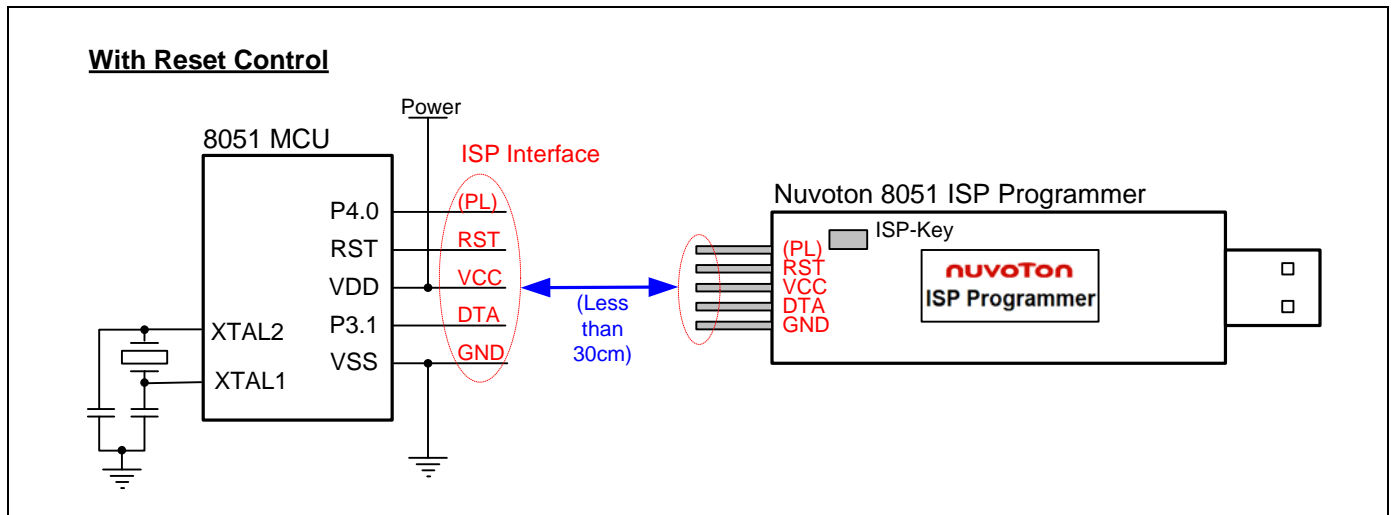 With Reset Control
Power
8051 MCU
ISP Interface
P4.0
(PL)
RST
RST
VDD
VCC
P3.1
DTA
VSS
GND
XTAL2
XTAL1
(Less
than
30cm)
Nuvoton 8051 ISP Programmer
ISP-Key
(PL)
RST
VCC
DTA
GND
nuvoTon
ISP Programmer